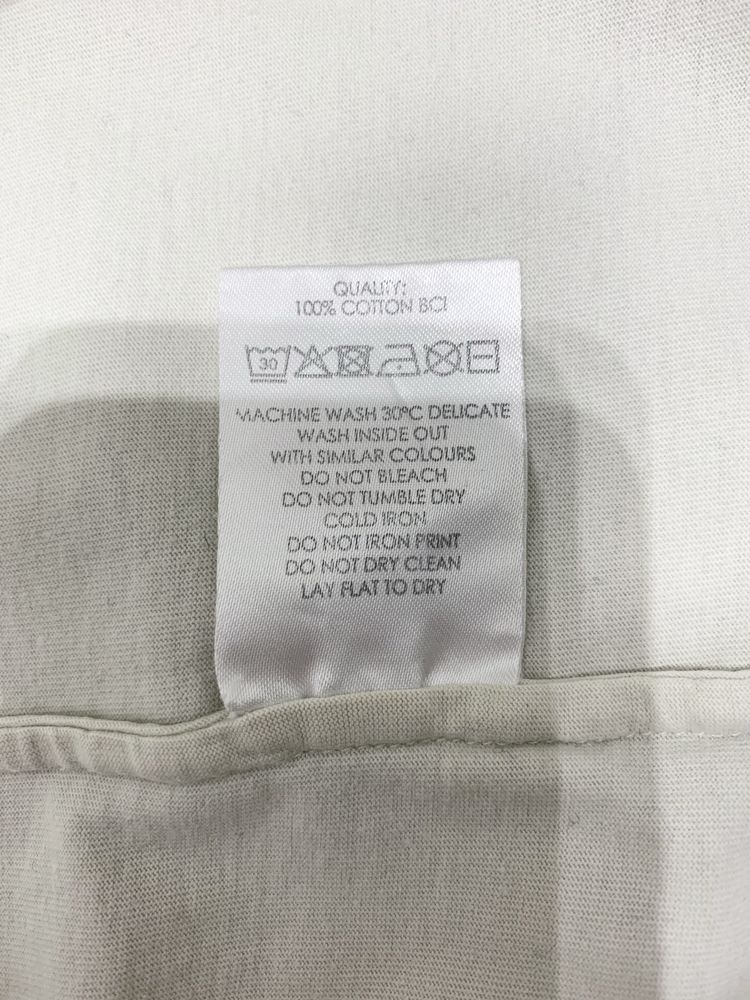 QUALITY:
100% COTTON BCI
30
MACHINE WASH 30ºC DELICATE
WASH INSIDE OUT
WITH SIMILAR COLOURS
DO NOT BLEACH
DO NOT TUMBLE DRY
COLD IRON
DO NOT IRON PRINT
DO NOT DRY CLEAN
LAY FLAT TO DRY